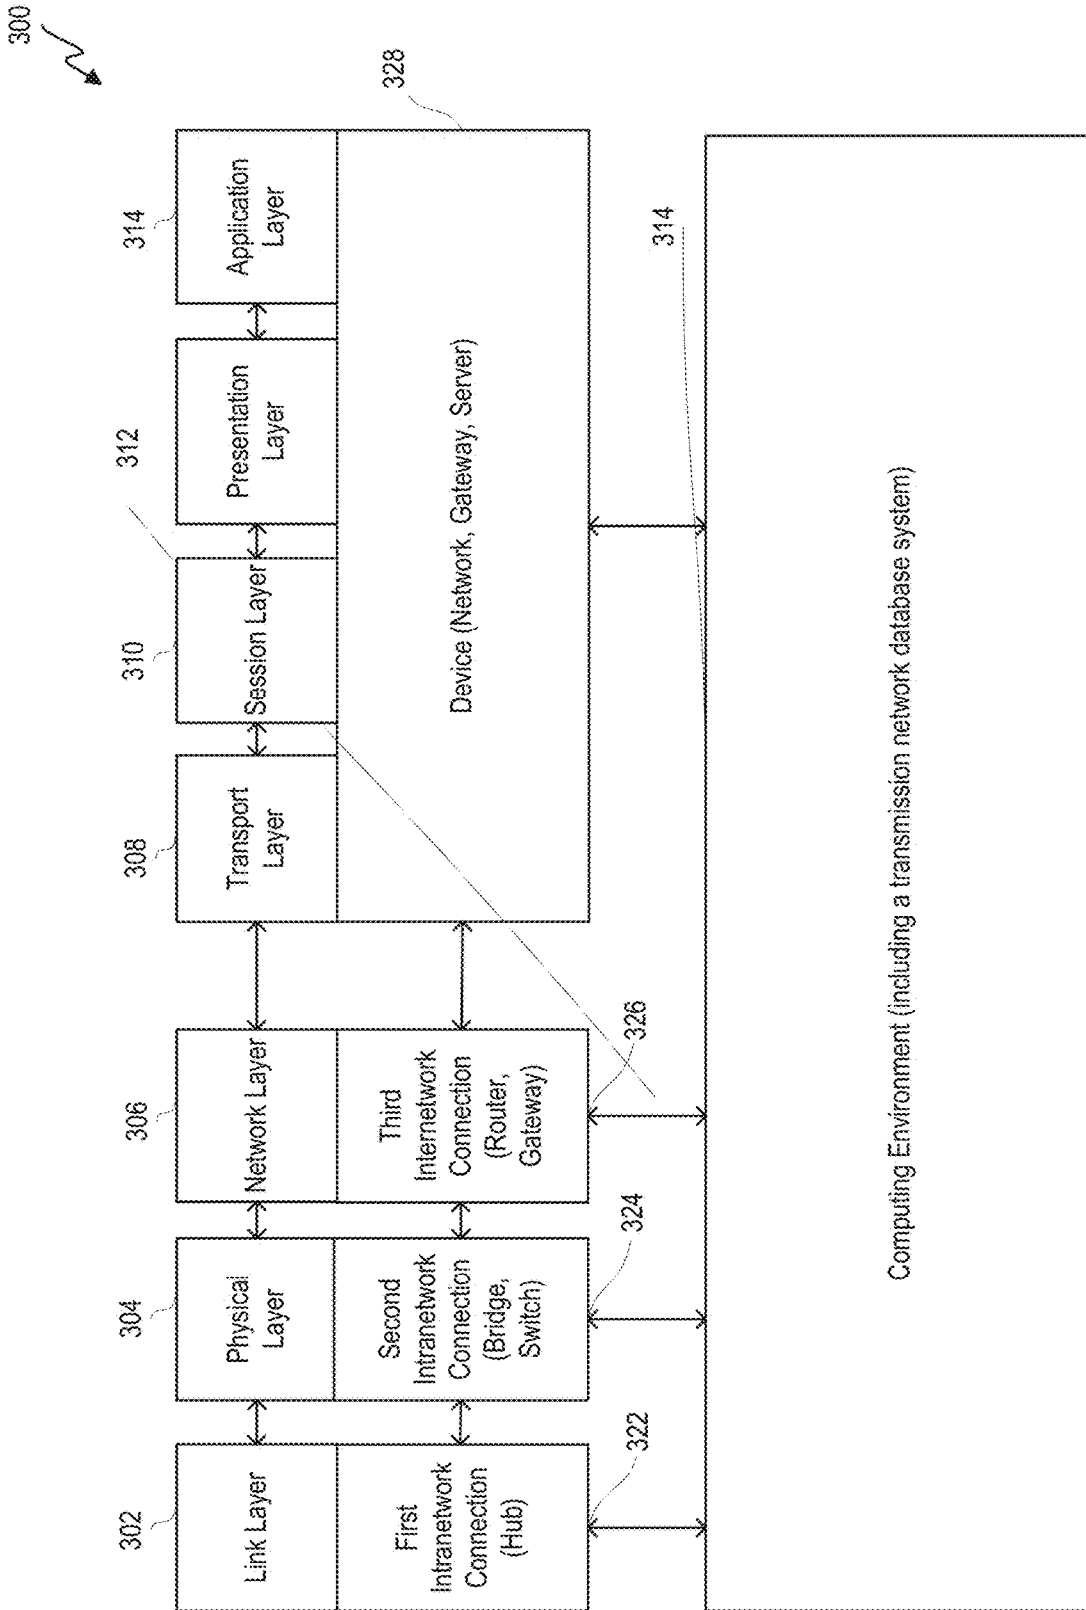 300
302
304
306
308
310
312
314
Link Layer
Physical
Layer
Network Layer
Transport
Layer
Session Layer
Presentation
Layer
Application
Layer
328
First
Intranetwork
Connection
(Hub)
Second
Intranetwork
Connection
(Bridge,
Switch)
Third
Internetwork
Connection
(Router,
Gateway)
Device (Network, Gateway, Server)
322
324
326
314
Computing Environment (including a transmission network database system)